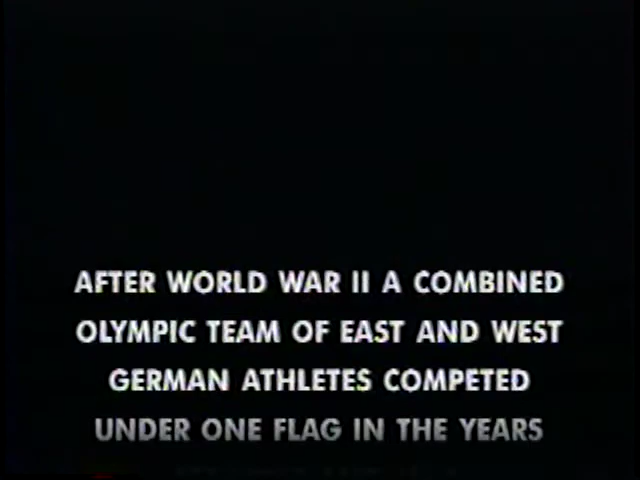 AFTER WORLD WAR II A COMBINED
OLYMPIC TEAM OF EAST AND WEST
GERMAN ATHLETES COMPETED
UNDER ONE FLAG IN THE YEARS